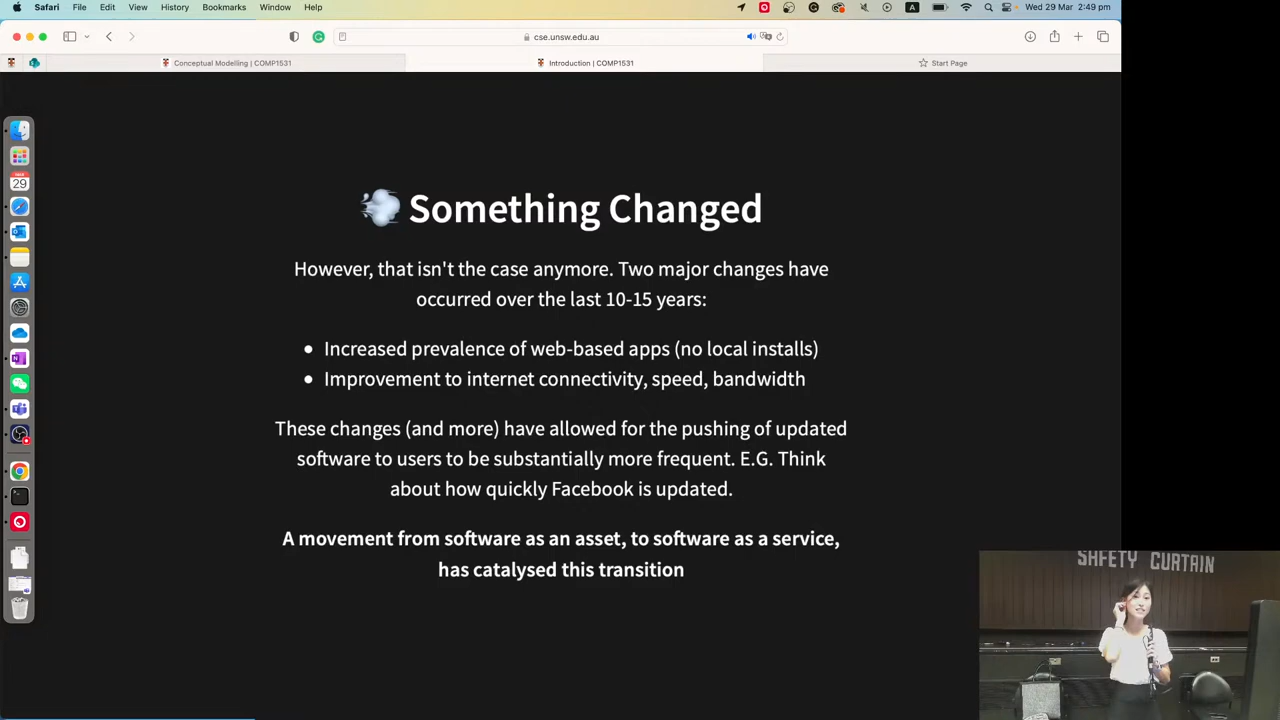 Safari File Edit View History Bookmarks Window Help
A
Wed 29 Mar 2:49 pm
cse.unsw.edu.au
Conceptual Modelling | COMP1531
Introduction | COMP1531
Start Page
29
Something Changed
However, that isn't the case anymore. Two major changes have
occurred over the last 10-15 years:
• Increased prevalence of web-based apps (no local installs)
• Improvement to internet connectivity, speed, bandwidth
These changes (and more) have allowed for the pushing of updated
software to users to be substantially more frequent. E.G. Think
about how quickly Facebook is updated.
A movement from software as an asset, to software as a service,
has catalysed this transition
SAFETY CURTAIN